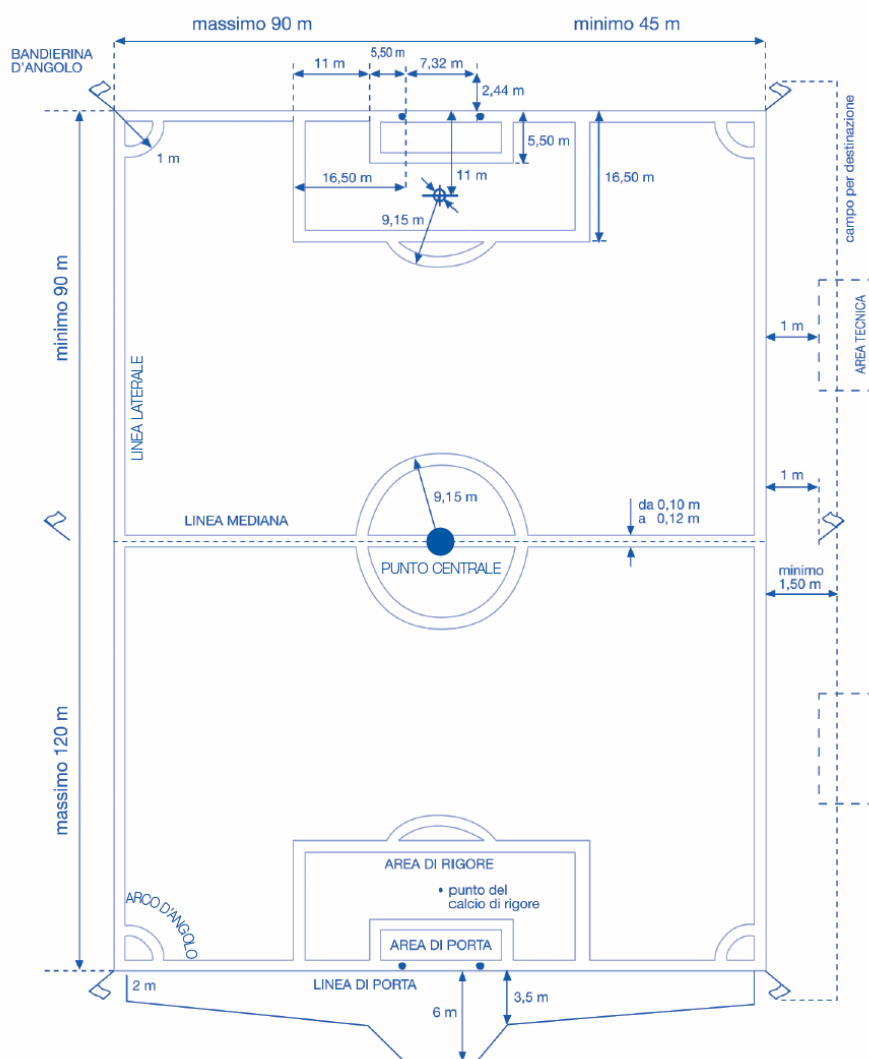 massimo 90 m
minimo 45 m
BANDIERINA
D'ANGOLO
5,50 m
11 m
7,32 m
2,44 m
1 m
5,50 m
11 m
16,50 m
16,50 m
9,15 m
campo per destinazione
minimo 90 m
1 m
AREA TECNICA
LINEA LATERALE
9,15 m
1 m
da 0,10 m
a 0,12 m
LINEA MEDIANA
PUNTO CENTRALE
minimo
1,50 m
massimo 120 m
AREA DI RIGORE
punto del
calcio di rigore
ARCO D'ANGOLO
AREA DI PORTA
2 m
LINEA DI PORTA
6 m
3,5 m